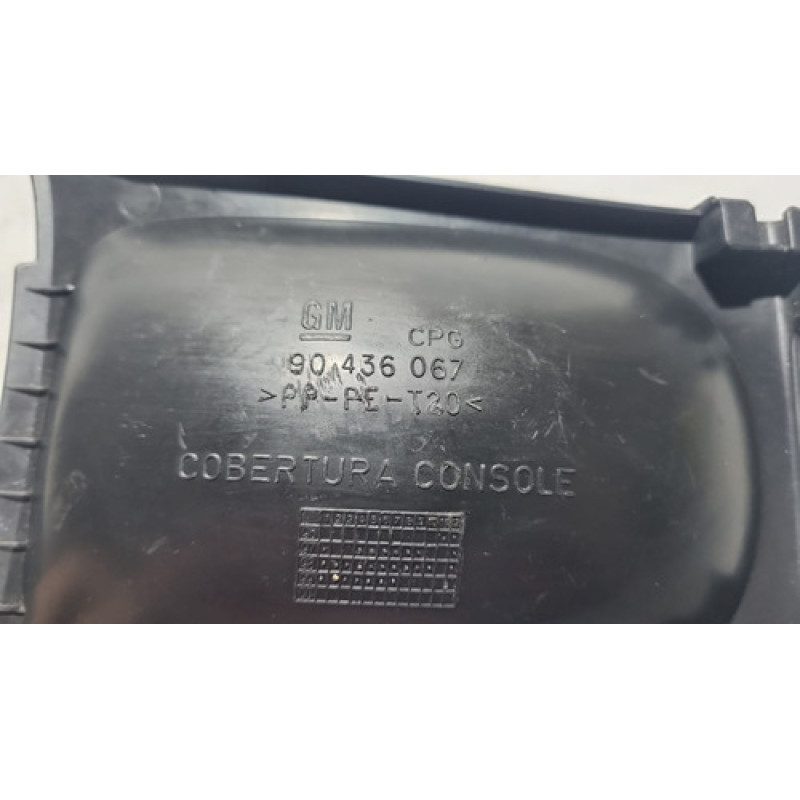 GM CPG
90 436 067
>PP-PE-T20<
COBERTURA CONSOLE